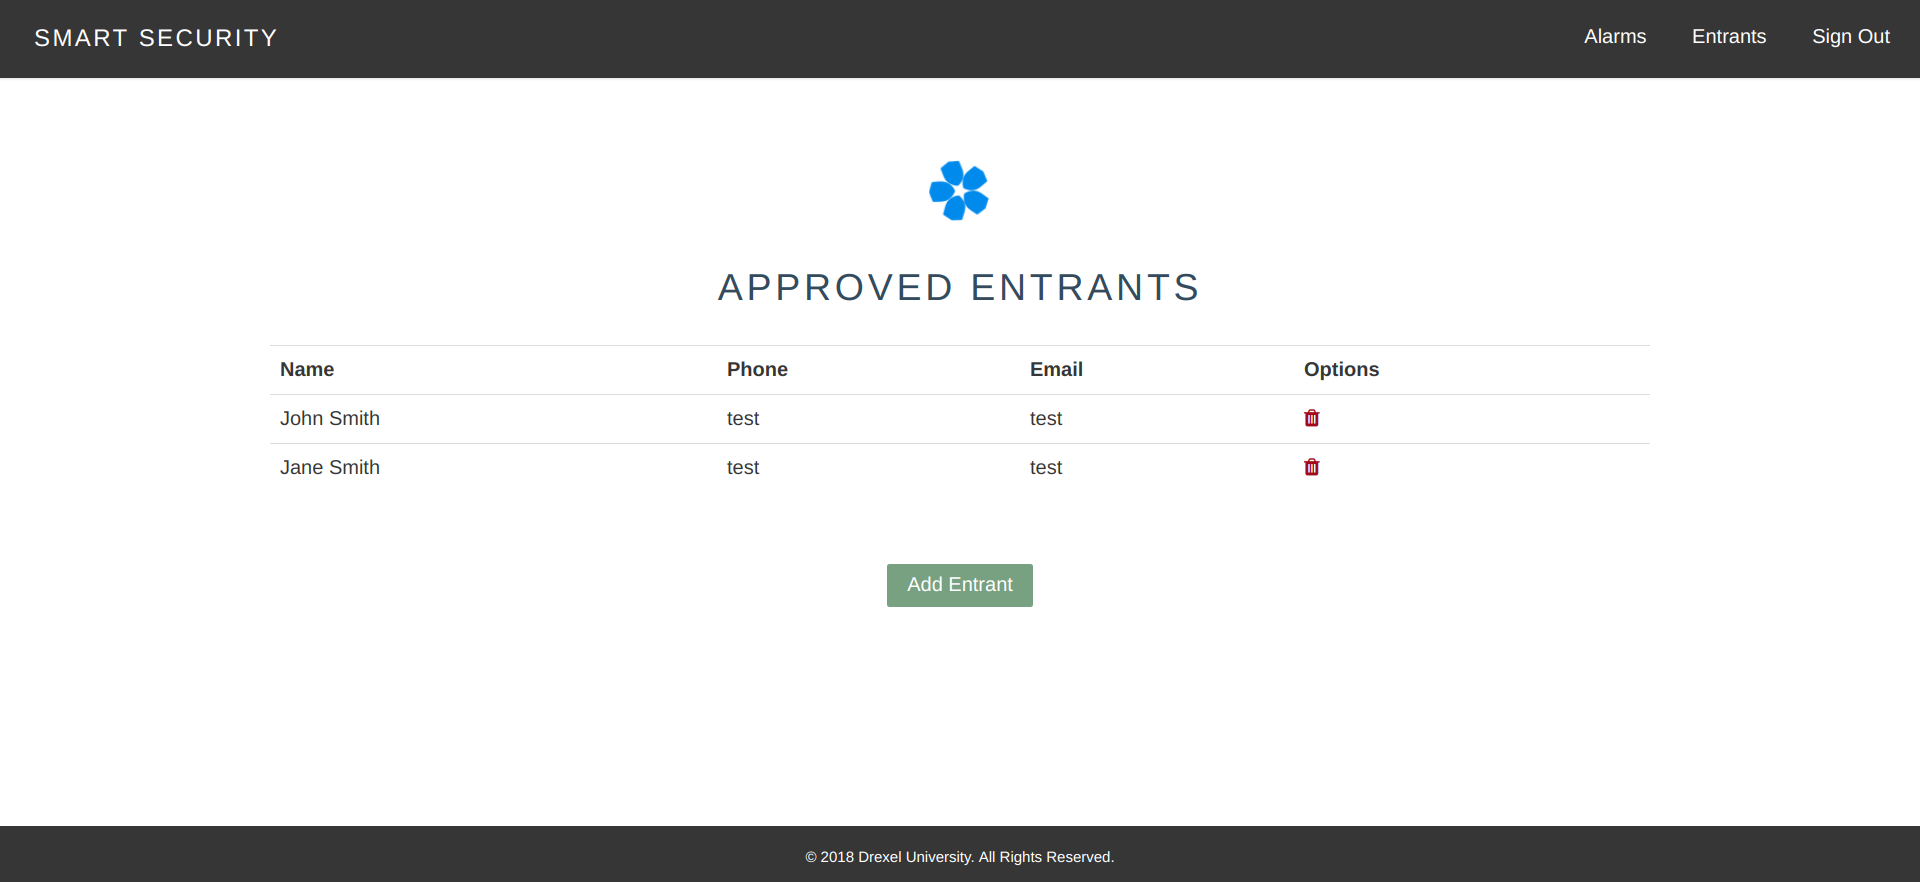 SMART SECURITY Alarms Entrants Sign Out
APPROVED ENTRANTS
Name Phone Email Options
John Smith test test
Jane Smith test test
Add Entrant
© 2018 Drexel University. All Rights Reserved.